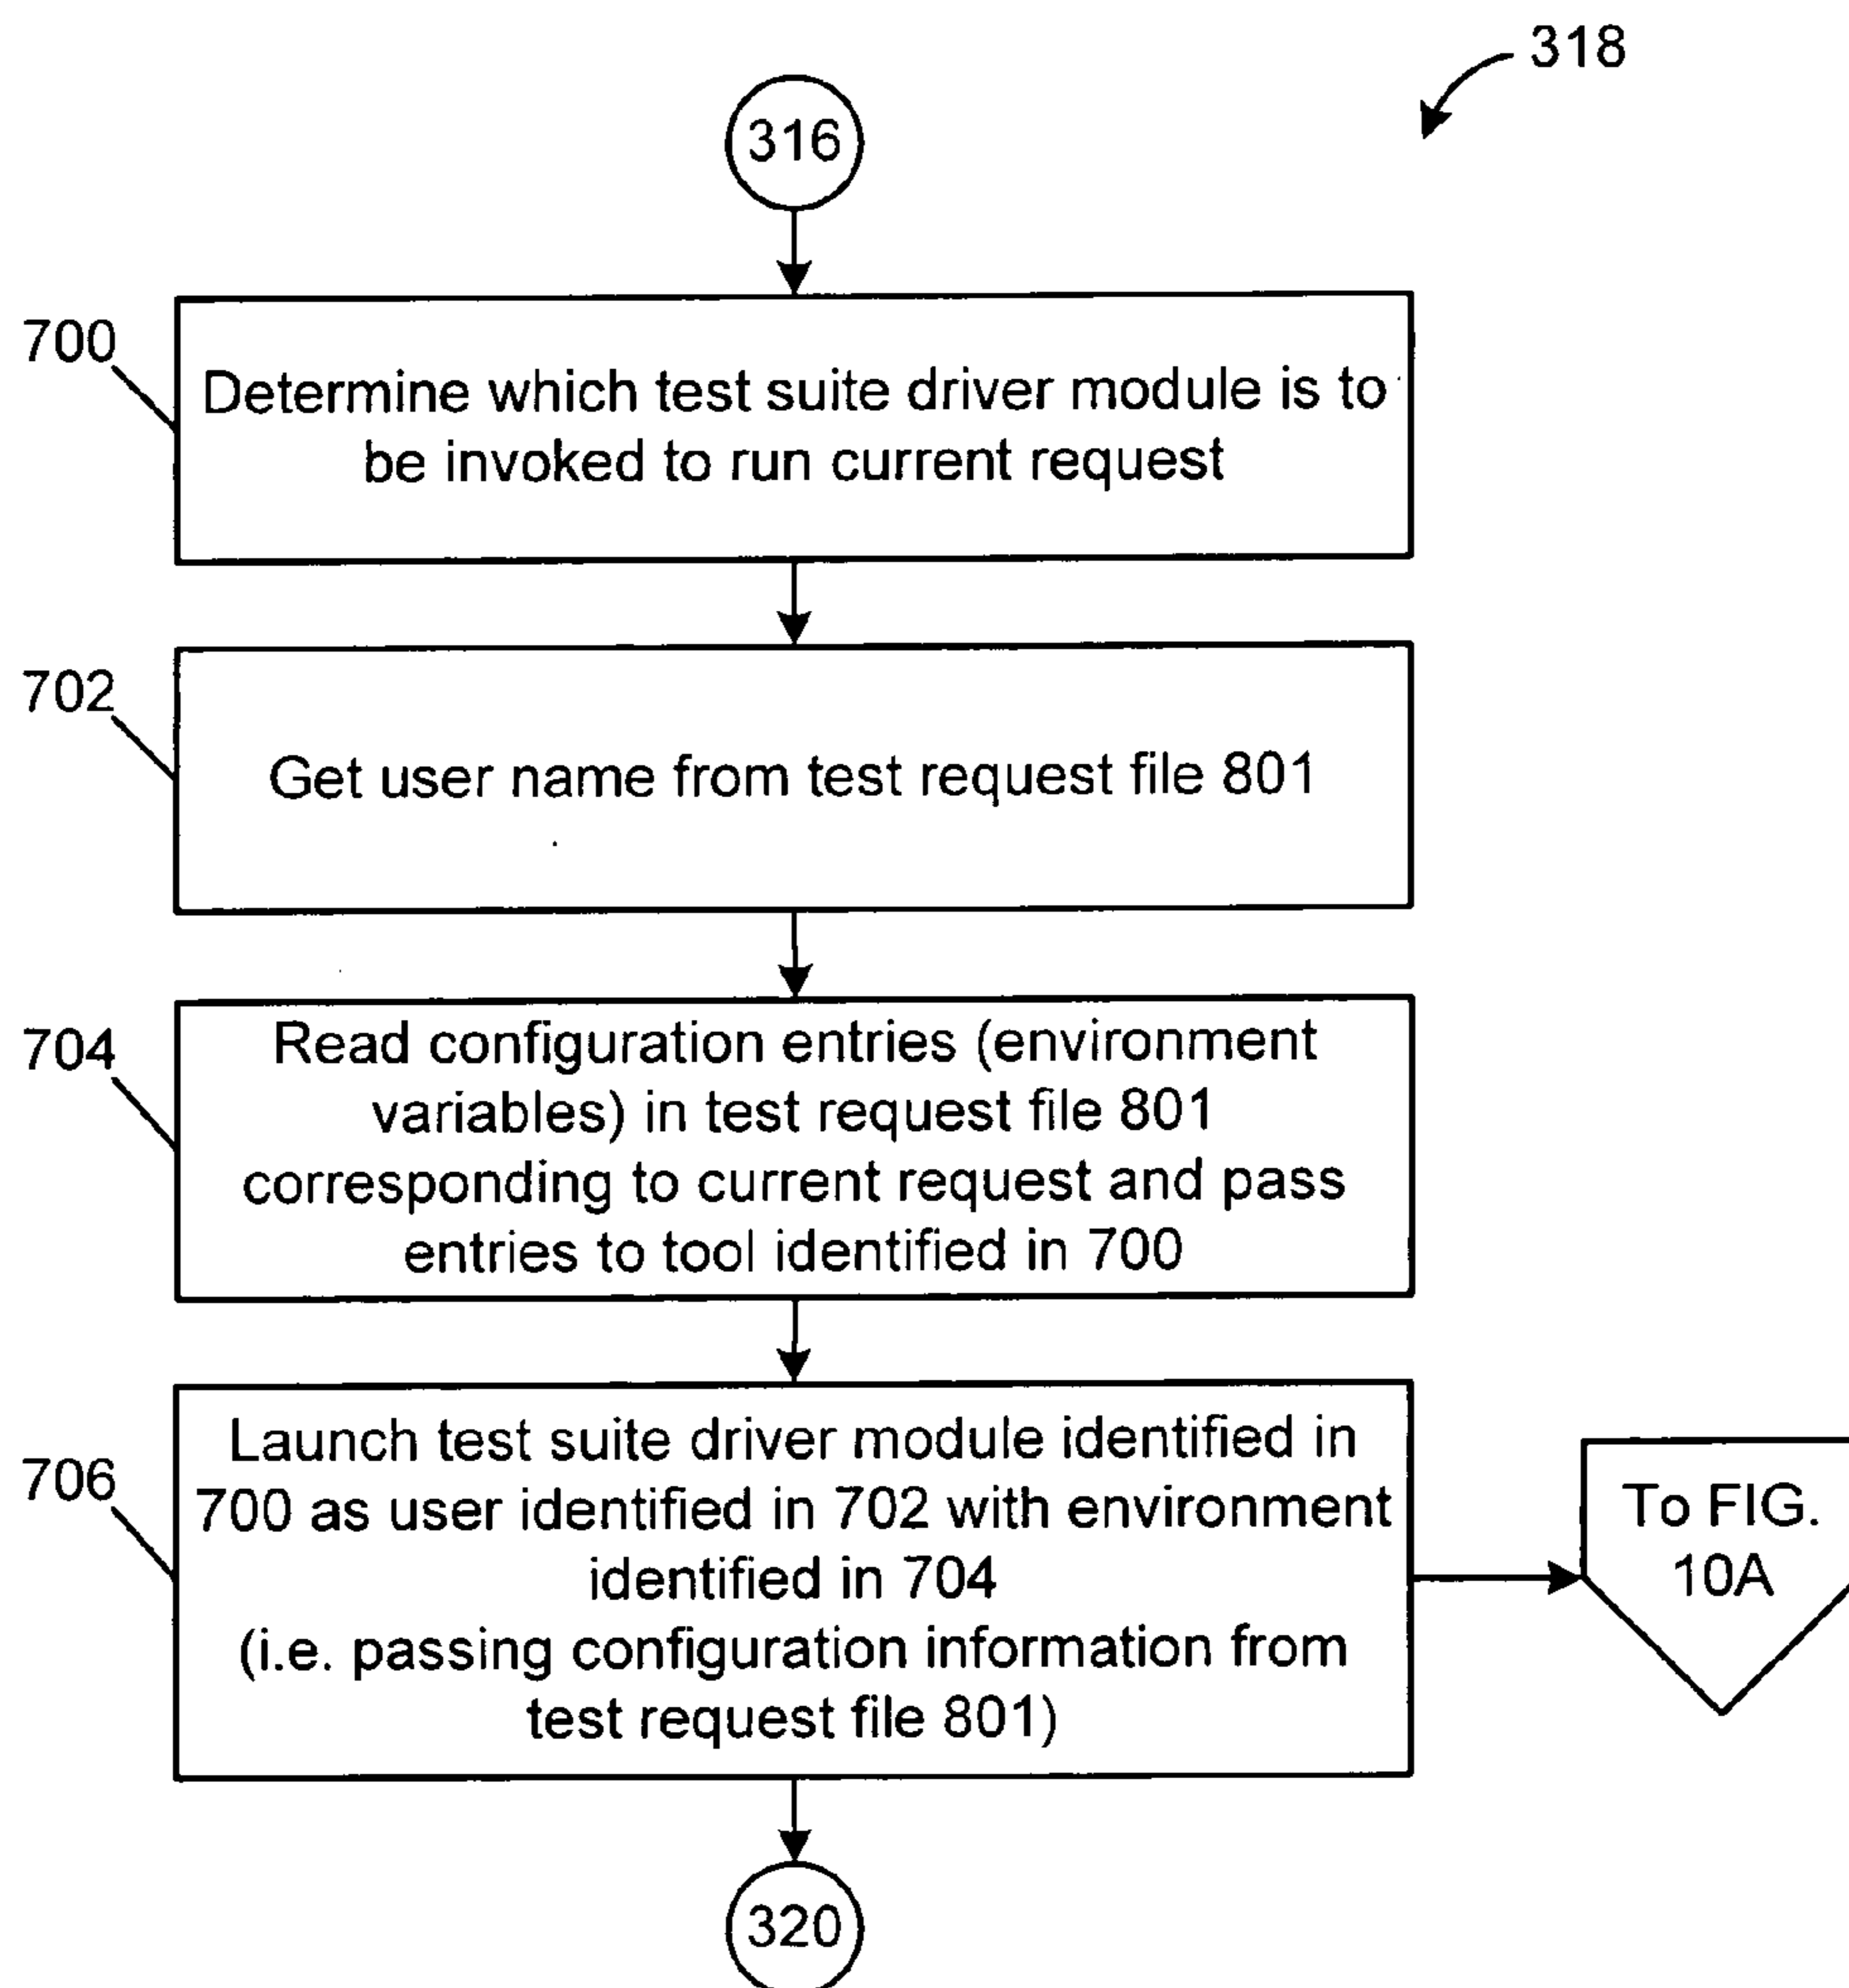 318
316
700
Determine which test suite driver module is to
be invoked to run current request
702
Get user name from test request file 801
704
Read configuration entries (environment
variables) in test request file 801
corresponding to current request and pass
entries to tool identified in 700
706
Launch test suite driver module identified in
700 as user identified in 702 with environment
identified in 704
(i.e. passing configuration information from
test request file 801)
To FIG.
10A
320